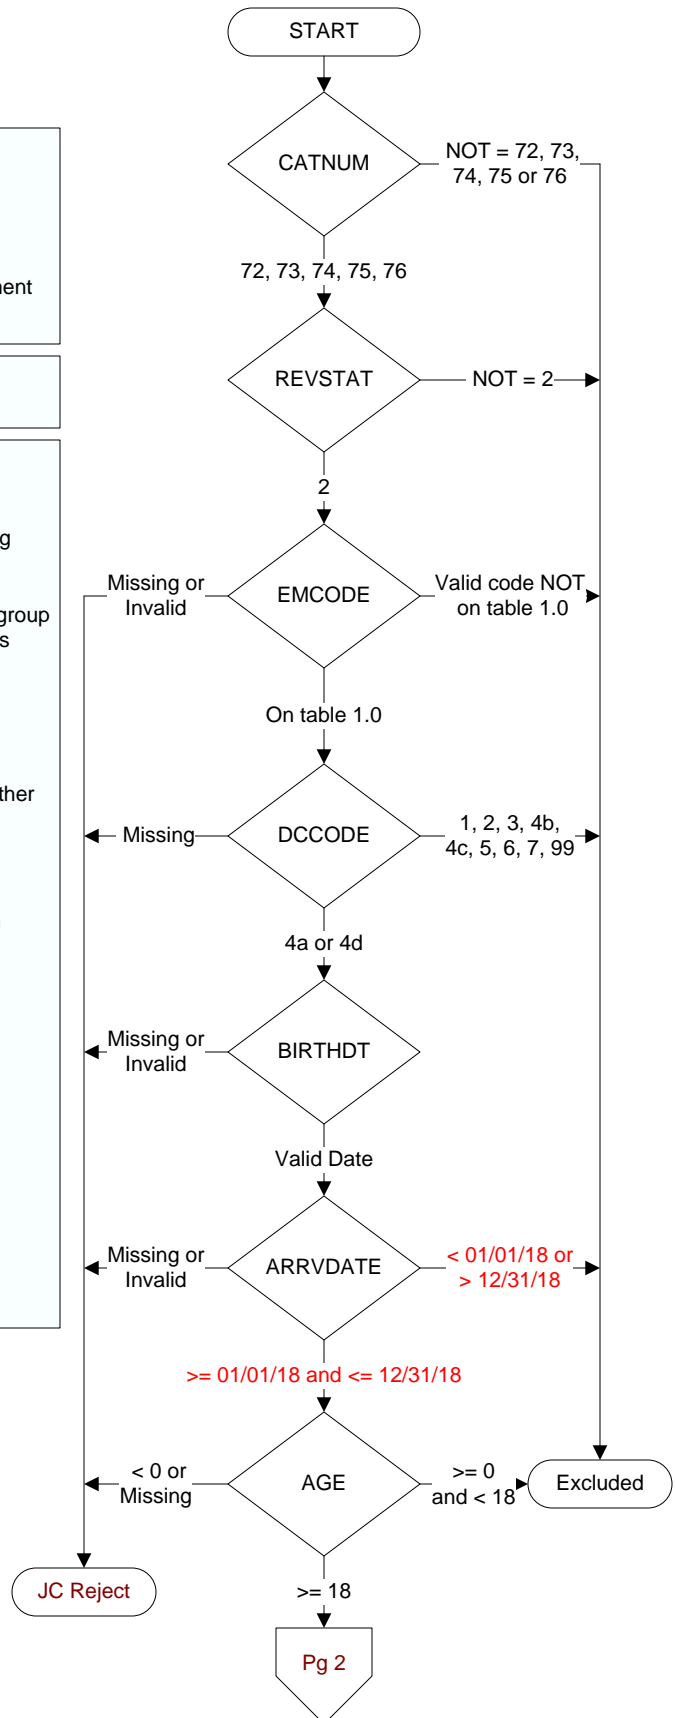 START
CATNUM
NOT = 72, 73,
74, 75 or 76
72, 73, 74, 75, 76
REVSTAT
NOT = 2
2
EMCODE
Missing or
Invalid
Valid code NOT
on table 1.0
On table 1.0
DCCODE
Missing
1, 2, 3, 4b,
4c, 5, 6, 7, 99
4a or 4d
BIRTHDT
Missing or
Invalid
Valid Date
ARRVDATE
Missing or
Invalid
< 01/01/18 or
> 12/31/18
>= 01/01/18 and <= 12/31/18
AGE
< 0 or
Missing
>= 0
and < 18
Excluded
JC Reject
>= 18
Pg 2
group